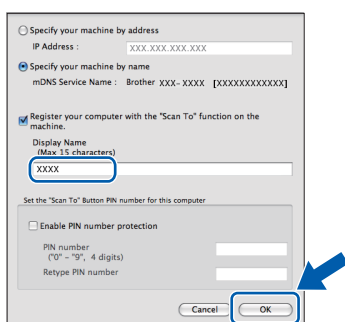 Specify your machine by address
IP Address : XXX.XXX.XXX.XXX
Specify your machine by name
mDNS Service Name : Brother XXX-XXXX [XXXXXXXXXXXX]
Register your computer with the "Scan To" function on the
machine.
Display Name
(Max 15 characters)
XXXX
Set the "Scan To" Button PIN number for this computer
Enable PIN number protection
PIN number
("0" - "9", 4 digits)
Retype PIN number
Cancel OK